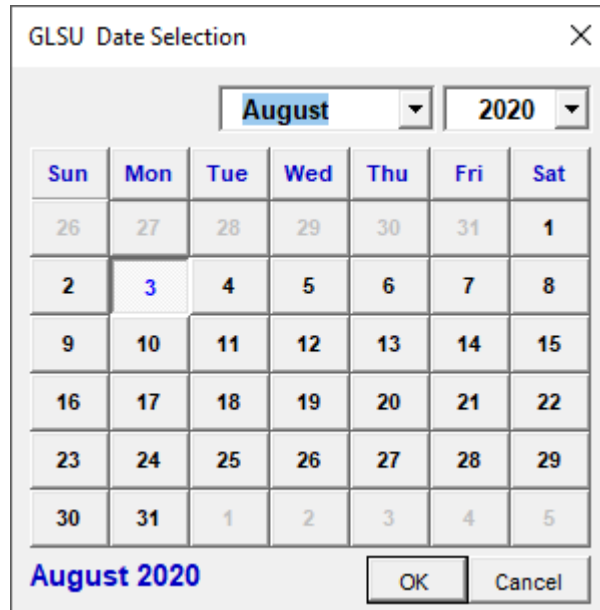 GLSU Date Selection
August 2020
Sun Mon Tue Wed Thu Fri Sat
26 27 28 29 30 31 1
2 3 4 5 6 7 8
9 10 11 12 13 14 15
16 17 18 19 20 21 22
23 24 25 26 27 28 29
30 31 1 2 3 4 5
August 2020 OK Cancel